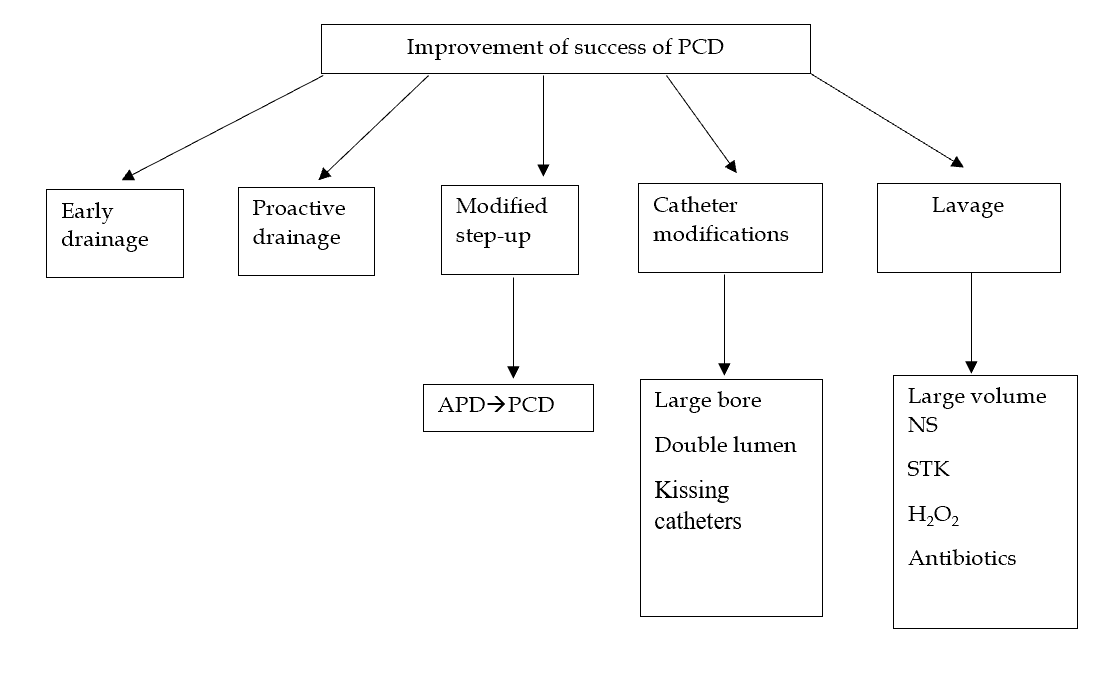 Improvement of success of PCD
Early
drainage
Proactive
drainage
Modified
step-up
Catheter
modifications
Lavage
APD→PCD
Large bore
Double lumen
Kissing
catheters
Large volume
NS
STK
H₂O₂
Antibiotics